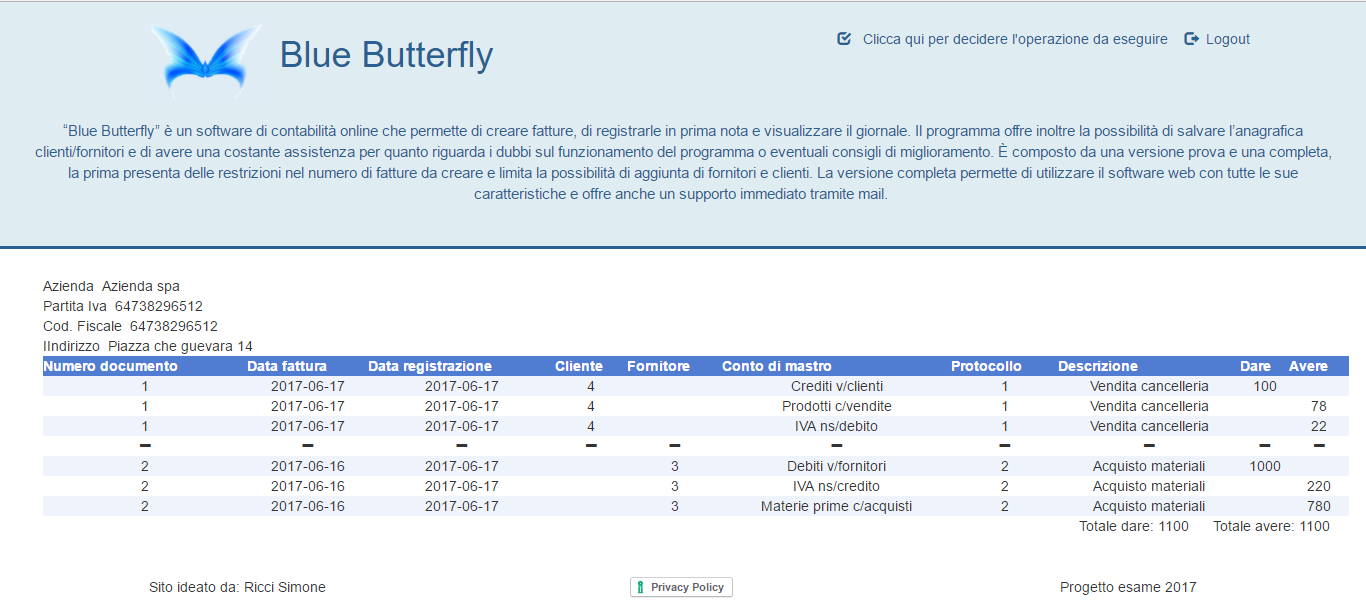 Blue Butterfly
Clicca qui per decidere l'operazione da eseguire Logout
“Blue Butterfly” è un software di contabilità online che permette di creare fatture, di registrarle in prima nota e visualizzare il giornale. Il programma offre inoltre la possibilità di salvare l’anagrafica
clienti/fornitori e di avere una costante assistenza per quanto riguarda i dubbi sul funzionamento del programma o eventuali consigli di miglioramento. È composto da una versione prova e una completa,
la prima presenta delle restrizioni nel numero di fatture da creare e limita la possibilità di aggiunta di fornitori e clienti. La versione completa permette di utilizzare il software web con tutte le sue
caratteristiche e offre anche un supporto immediato tramite mail.
Azienda Azienda spa
Partita Iva 64738296512
Cod. Fiscale 64738296512
IIndirizzo Piazza che guevara 14
Numero documento Data fattura Data registrazione Cliente Fornitore Conto di mastro Protocollo Descrizione Dare Avere
1 2017-06-17 2017-06-17 4 Crediti v/clienti 1 Vendita cancelleria 100
1 2017-06-17 2017-06-17 4 Prodotti c/vendite 1 Vendita cancelleria 78
1 2017-06-17 2017-06-17 4 IVA ns/debito 1 Vendita cancelleria 22
– – – – – – – – – –
2 2017-06-16 2017-06-17 3 Debiti v/fornitori 2 Acquisto materiali 1000
2 2017-06-16 2017-06-17 3 IVA ns/credito 2 Acquisto materiali 220
2 2017-06-16 2017-06-17 3 Materie prime c/acquisti 2 Acquisto materiali 780
Totale dare: 1100 Totale avere: 1100
Sito ideato da: Ricci Simone Privacy Policy Progetto esame 2017